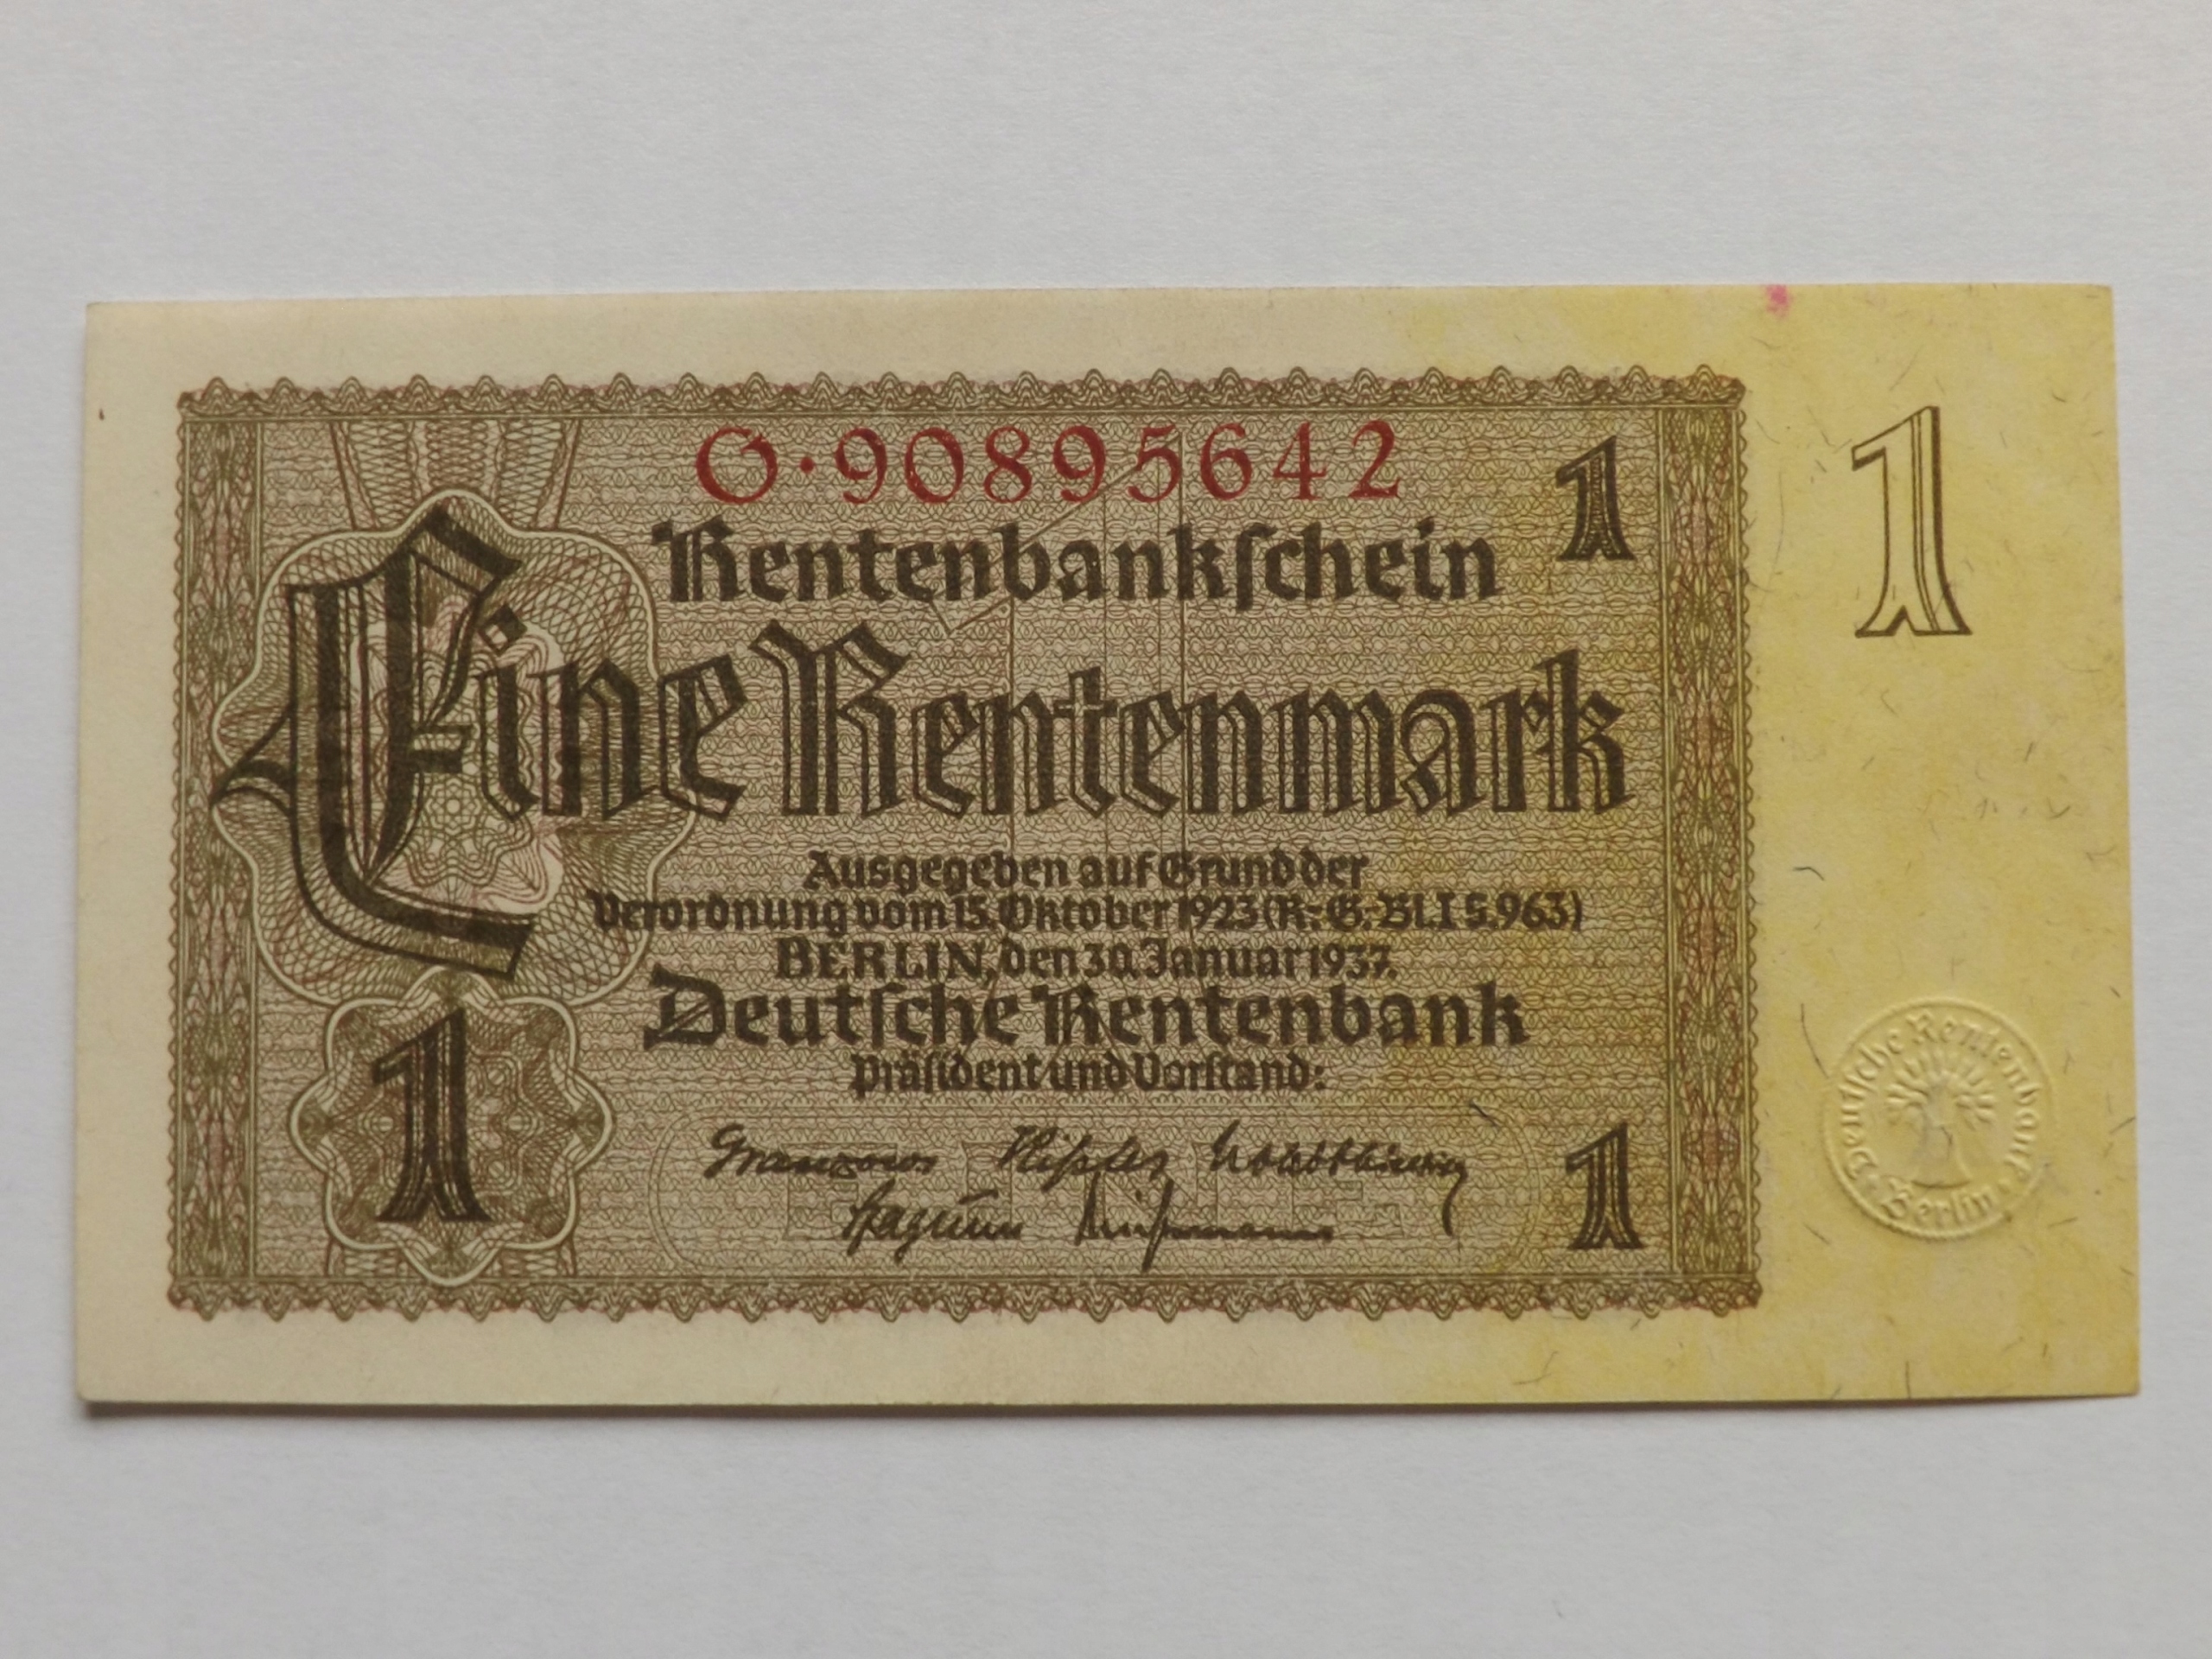 O·90895642
1
1
Rentenbankſchein
Eine Rentenmark
Ausgegeben auf Grund der
Verordnung vom 15. Oktober 1923 (R.-G.-Bl. I S. 963)
BERLIN, den 30. Januar 1937.
Deutſche Rentenbank
Präſident und Vorſtand:
1
1
Deutſche Rentenbank · Berlin ·